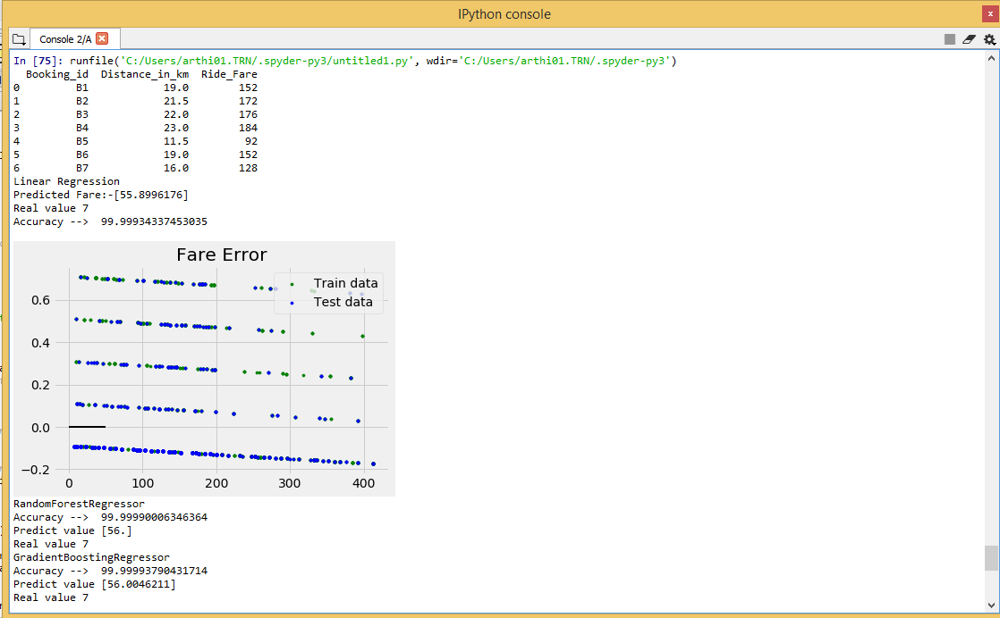 IPython console
Console 2/A
In [75]: runfile('C:/Users/arthi01.TRN/.spyder-py3/untitled1.py', wdir='C:/Users/arthi01.TRN/.spyder-py3')
Booking_id Distance_in_km Ride_Fare
0 B1 19.0 152
1 B2 21.5 172
2 B3 22.0 176
3 B4 23.0 184
4 B5 11.5 92
5 B6 19.0 152
6 B7 16.0 128
Linear Regression
Predicted Fare:-[55.8996176]
Real value 7
Accuracy --> 99.99934337453035
Fare Error
Train data
Test data
0.6
0.4
0.2
0.0
−0.2
0 100 200 300 400
RandomForestRegressor
Accuracy --> 99.99990006346364
Predict value [56.]
Real value 7
GradientBoostingRegressor
Accuracy --> 99.99993790431714
Predict value [56.0046211]
Real value 7